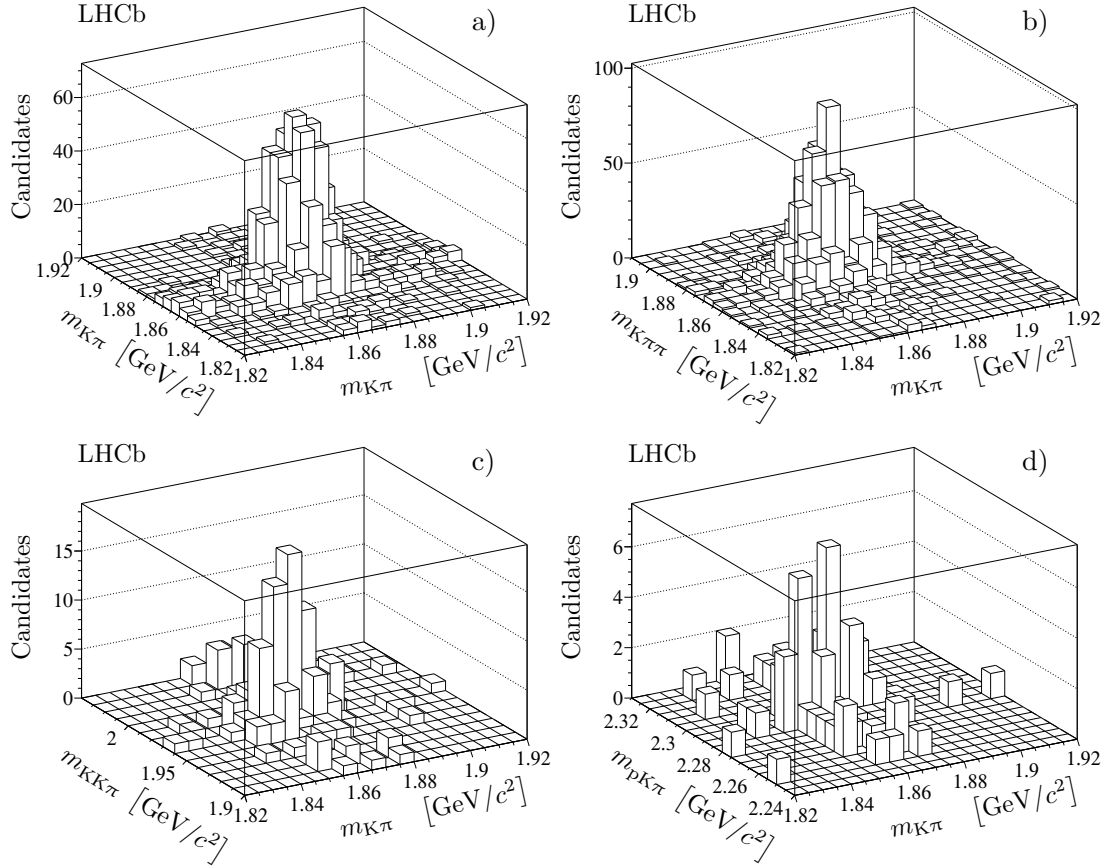 LHCb
a)
Candidates
60
40
20
0
1.92
1.9
1.88
1.86
1.84
1.82
mKπ [GeV/c²]
1.82
1.84
1.86
1.88
1.9
1.92
mKπ [GeV/c²]
LHCb
b)
Candidates
100
50
0
1.9
1.88
1.86
1.84
1.82
mKππ [GeV/c²]
1.82
1.84
1.86
1.88
1.9
1.92
mKπ [GeV/c²]
LHCb
c)
Candidates
15
10
5
0
2
1.95
1.9
mKKπ [GeV/c²]
1.82
1.84
1.86
1.88
1.9
1.92
mKπ [GeV/c²]
LHCb
d)
Candidates
6
4
2
0
2.32
2.3
2.28
2.26
2.24
mpKπ [GeV/c²]
1.82
1.84
1.86
1.88
1.9
1.92
mKπ [GeV/c²]